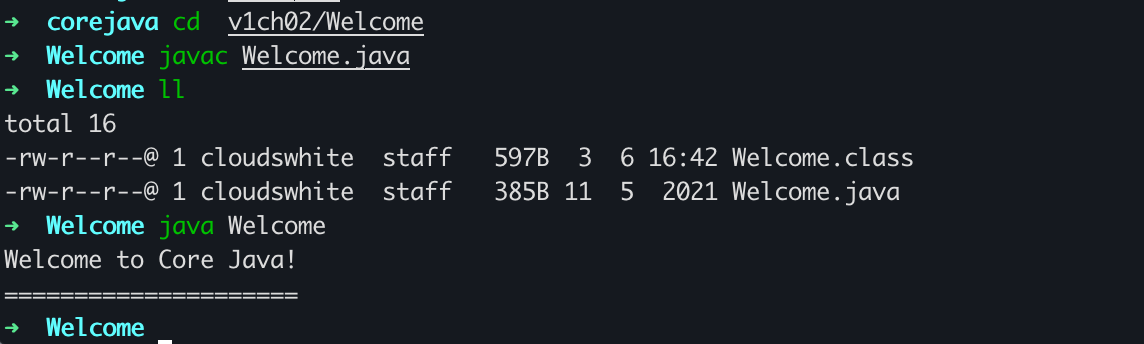 → corejava cd v1ch02/Welcome
→ Welcome javac Welcome.java
→ Welcome ll
total 16
-rw-r--r--@ 1 cloudswhite staff 597B 3 6 16:42 Welcome.class
-rw-r--r--@ 1 cloudswhite staff 385B 11 5 2021 Welcome.java
→ Welcome java Welcome
Welcome to Core Java!
=====================
→ Welcome